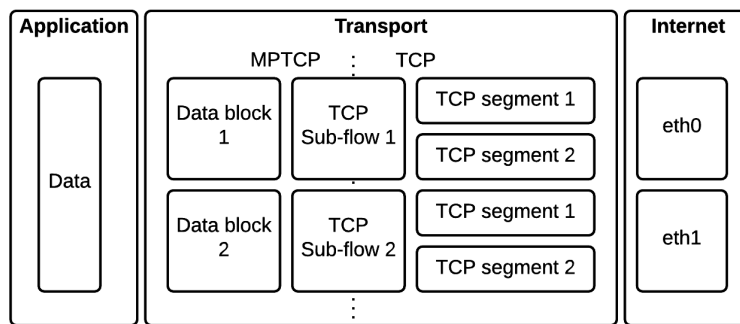 Application
Transport
Internet
MPTCP
TCP
Data
Data block
1
TCP
Sub-flow 1
TCP segment 1
TCP segment 2
eth0
Data block
2
TCP
Sub-flow 2
TCP segment 1
TCP segment 2
eth1